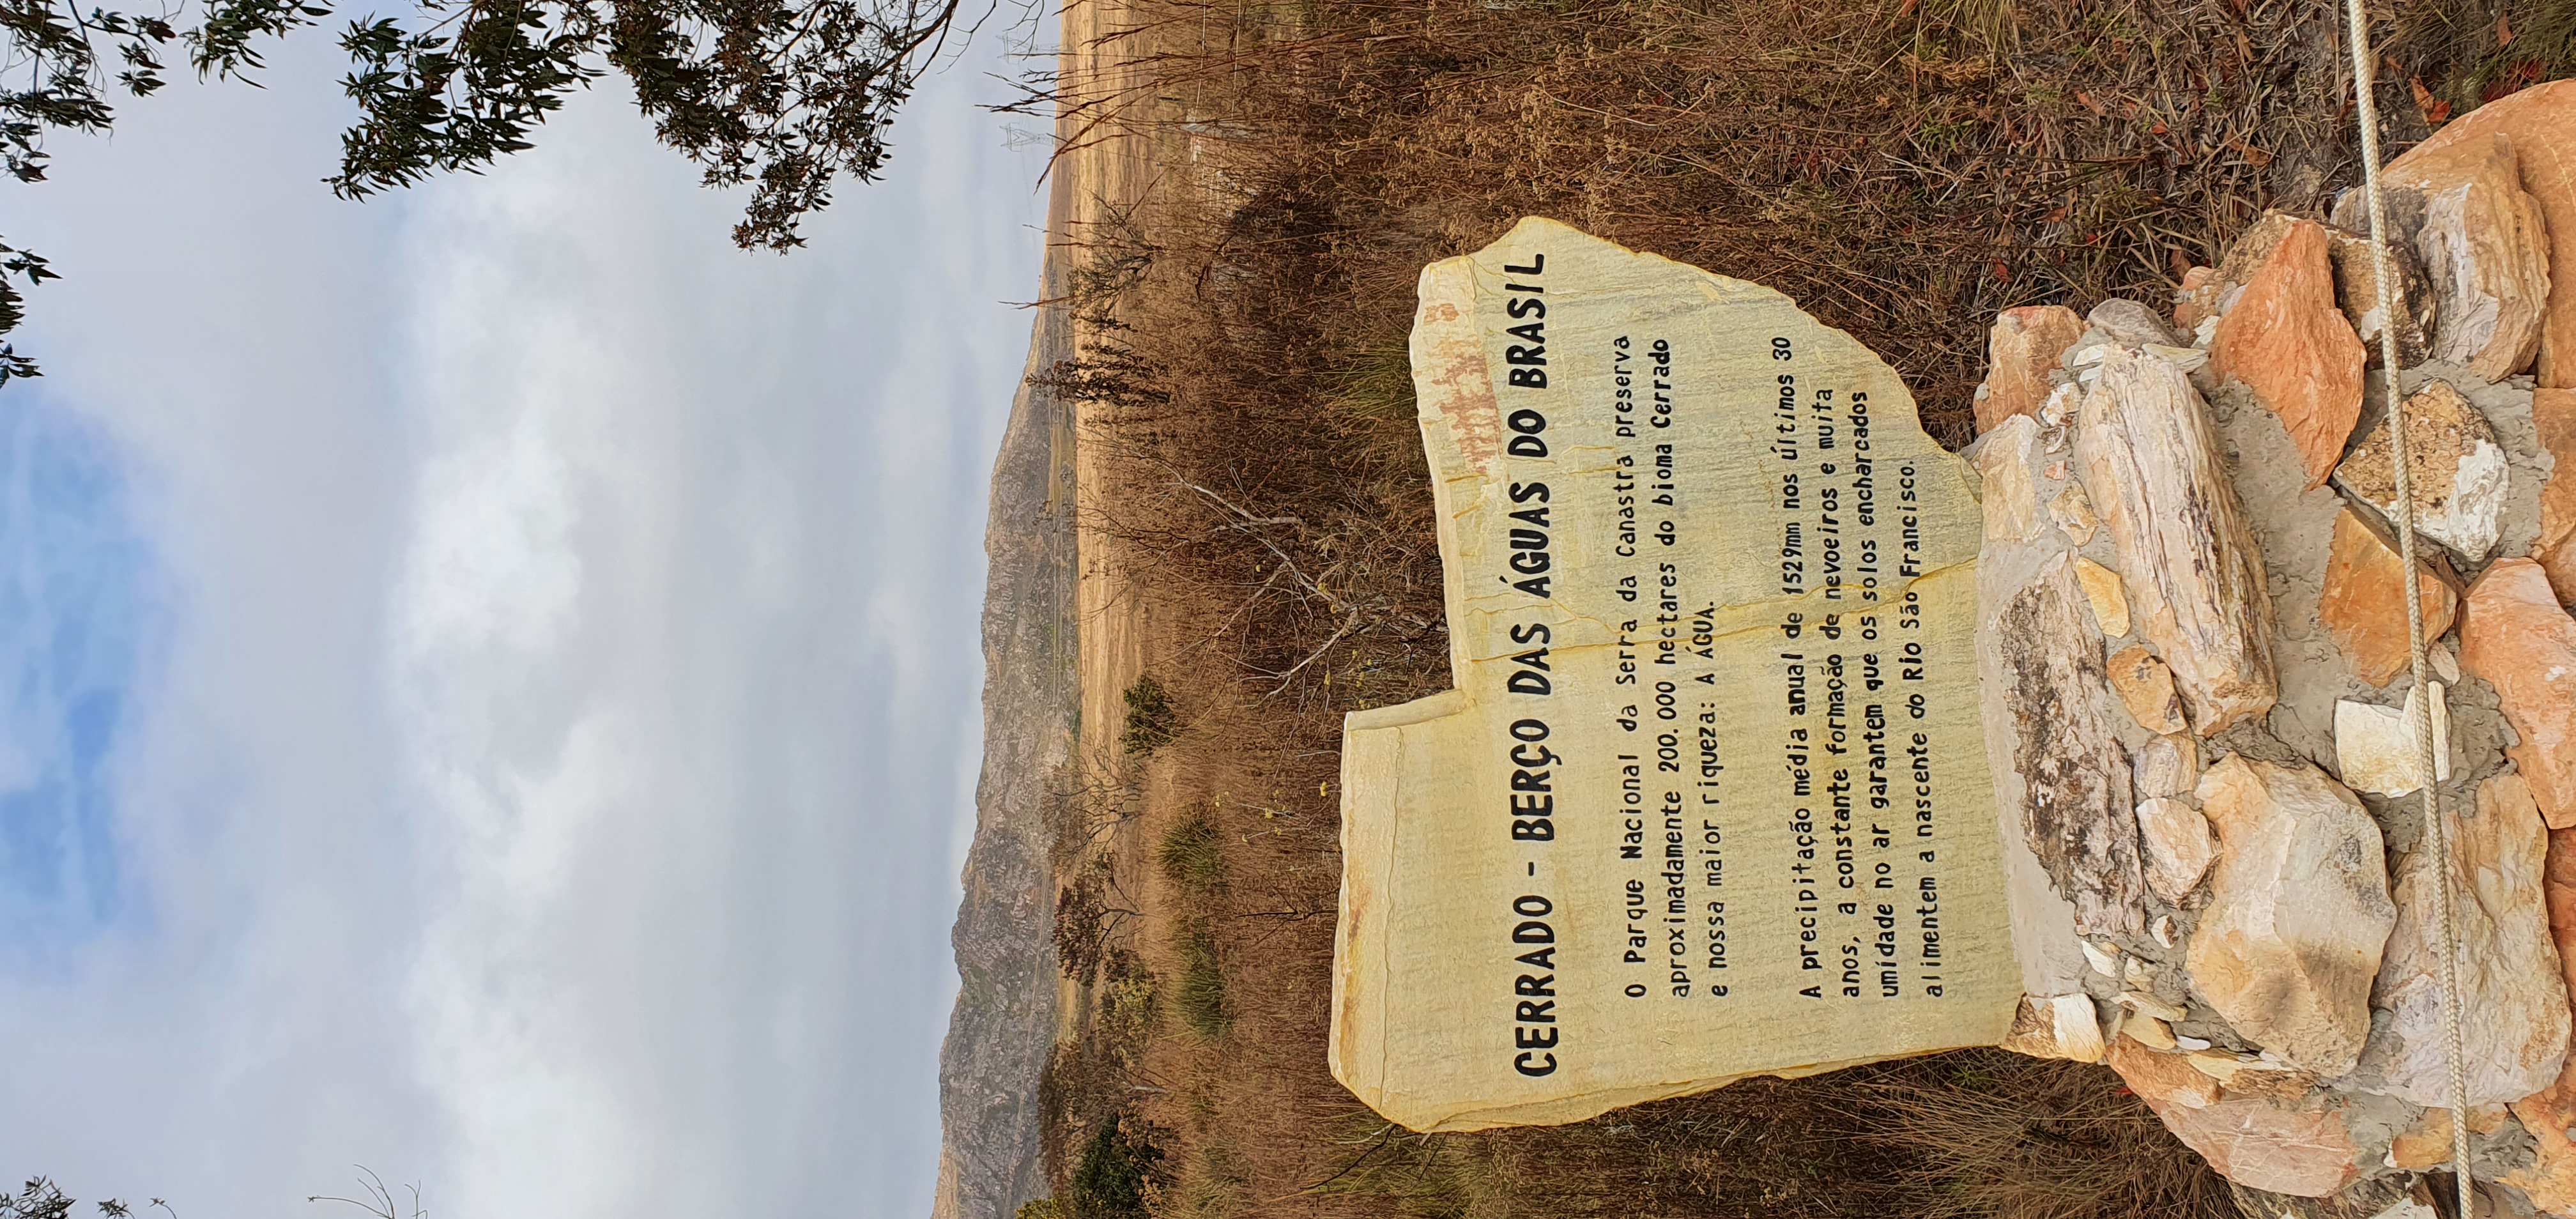 CERRADO - BERÇO DAS ÁGUAS DO BRASIL
O Parque Nacional da Serra da Canastra preserva
aproximadamente 200.000 hectares do bioma Cerrado
e nossa maior riqueza: A ÁGUA.
A precipitação média anual de 1529mm nos últimos 30
anos, a constante formação de nevoeiros e muita
umidade no ar garantem que os solos encharcados
alimentem a nascente do Rio São Francisco.